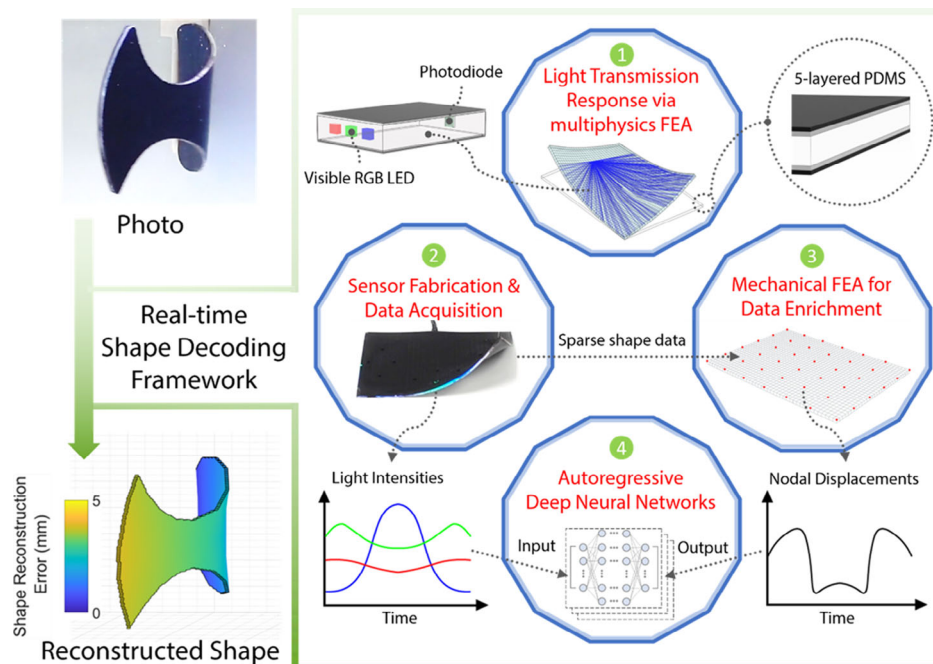 Photo
Real-time
Shape Decoding
Framework
Shape Reconstruction
Error (mm)
5
0
Reconstructed Shape
1
Light Transmission
Response via
multiphysics FEA
Photodiode
Visible RGB LED
5-layered PDMS
2
Sensor Fabrication &
Data Acquisition
Sparse shape data
3
Mechanical FEA for
Data Enrichment
Light Intensities
Time
4
Autoregressive
Deep Neural Networks
Input
Output
Nodal Displacements
Time